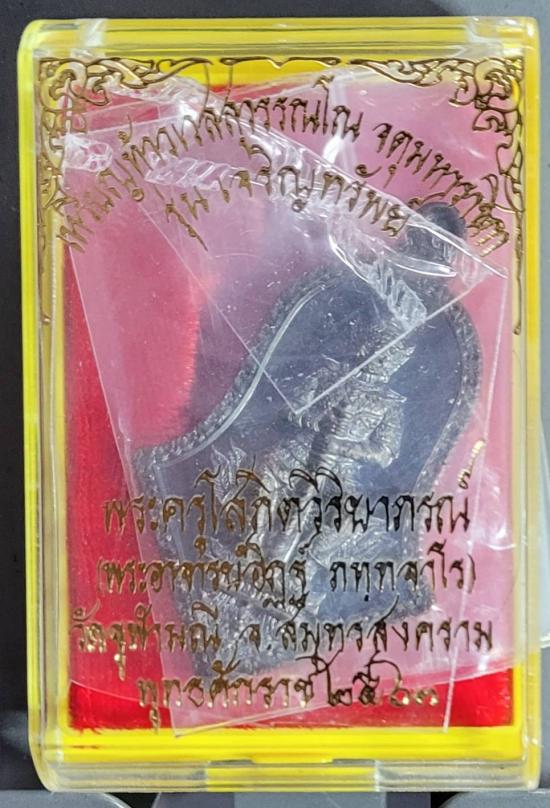 เหรียญท้าวเวสสุวรรณโณ จตุมหาราชิกา
รุ่น เจริญทรัพย์
พระครูโสภิตวิริยาภรณ์
(พระอาจารย์อิฏฐ์ ภทฺทจาโร)
วัดจุฬามณี จ.สมุทรสงคราม
พุทธศักราช ๒๕๖๓